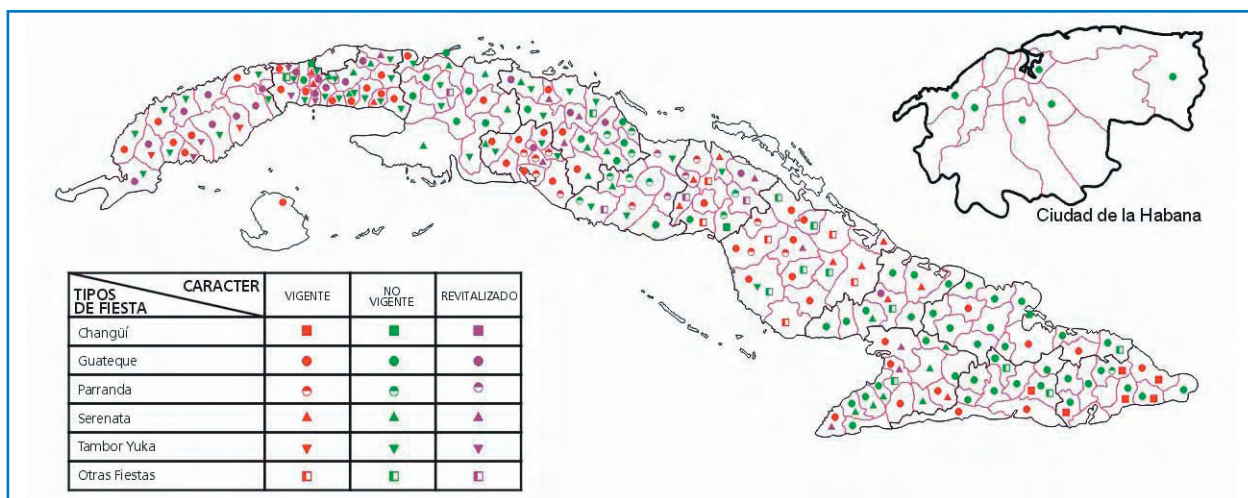 Ciudad de la Habana
CARACTER
TIPOS
DE FIESTA
VIGENTE
NO
VIGENTE
REVITALIZADO
Changüí
Guateque
Parranda
Serenata
Tambor Yuka
Otras Fiestas